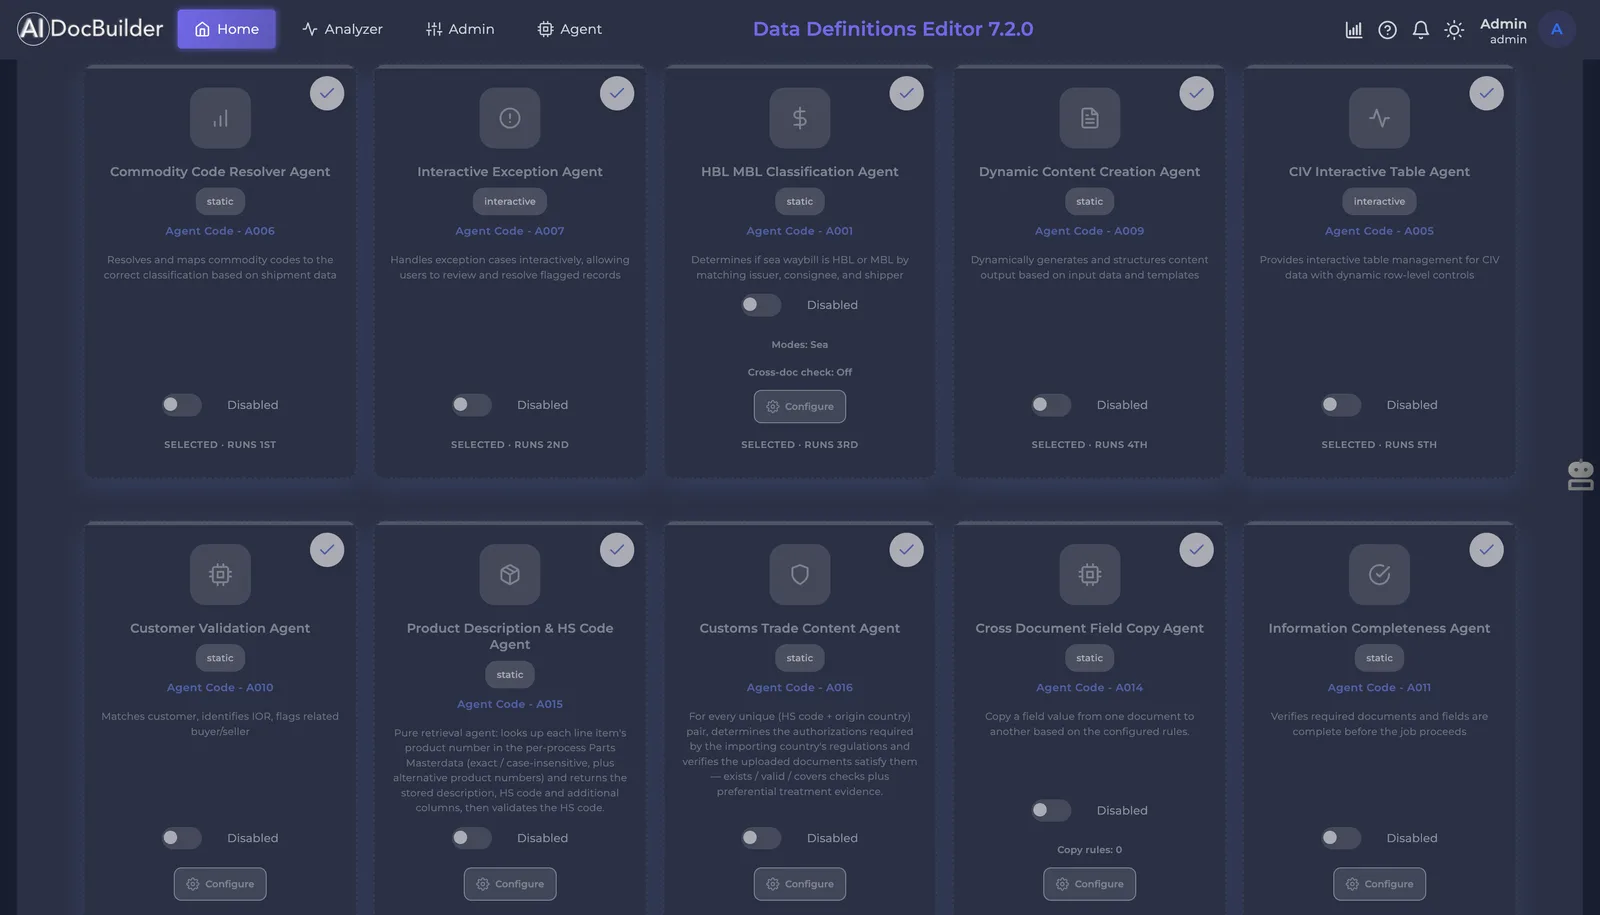 AIDocBuilder
Home
Analyzer
Admin
Agent
Data Definitions Editor 7.2.0
Admin
admin
A
Commodity Code Resolver Agent
static
Agent Code - A006
Resolves and maps commodity codes to the
correct classification based on shipment data
Disabled
SELECTED · RUNS 1ST
Interactive Exception Agent
interactive
Agent Code - A007
Handles exception cases interactively, allowing
users to review and resolve flagged records
Disabled
SELECTED · RUNS 2ND
HBL MBL Classification Agent
static
Agent Code - A001
Determines if sea waybill is HBL or MBL by
matching issuer, consignee, and shipper
Disabled
Modes: Sea
Cross-doc check: Off
Configure
SELECTED · RUNS 3RD
Dynamic Content Creation Agent
static
Agent Code - A009
Dynamically generates and structures content
output based on input data and templates
Disabled
SELECTED · RUNS 4TH
CIV Interactive Table Agent
interactive
Agent Code - A005
Provides interactive table management for CIV
data with dynamic row-level controls
Disabled
SELECTED · RUNS 5TH
Customer Validation Agent
static
Agent Code - A010
Matches customer, identifies IOR, flags related
buyer/seller
Disabled
Configure
Product Description & HS Code
Agent
static
Agent Code - A015
Pure retrieval agent: looks up each line item's
product number in the per-process Parts
Masterdata (exact / case-insensitive, plus
alternative product numbers) and returns the
stored description, HS code and additional
columns, then validates the HS code.
Disabled
Configure
Customs Trade Content Agent
static
Agent Code - A016
For every unique (HS code + origin country)
pair, determines the authorizations required
by the importing country's regulations and
verifies the uploaded documents satisfy them
— exists / valid / covers checks plus
preferential treatment evidence.
Disabled
Configure
Cross Document Field Copy Agent
static
Agent Code - A014
Copy a field value from one document to
another based on the configured rules.
Disabled
Copy rules: 0
Configure
Information Completeness Agent
static
Agent Code - A011
Verifies required documents and fields are
complete before the job proceeds
Disabled
Configure